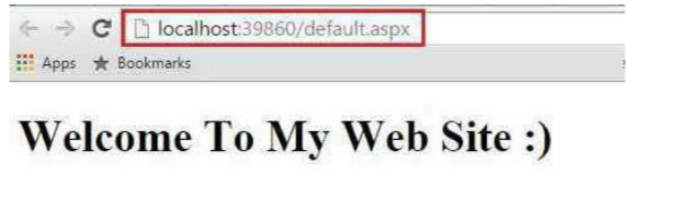 localhost:39860/default.aspx
Apps Bookmarks
Welcome To My Web Site :)